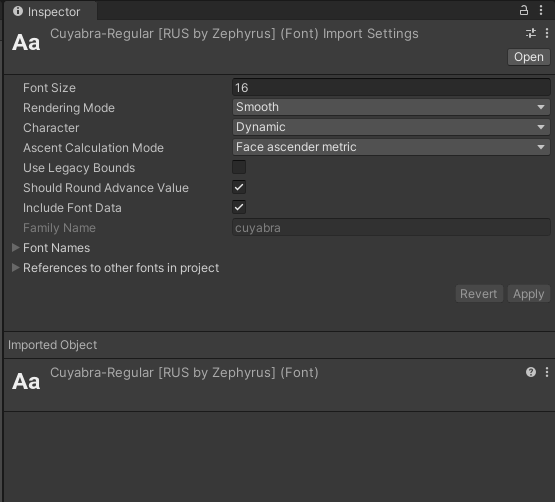 Inspector
Aa Cuyabra-Regular [RUS by Zephyrus] (Font) Import Settings
Open
Font Size 16
Rendering Mode Smooth
Character Dynamic
Ascent Calculation Mode Face ascender metric
Use Legacy Bounds
Should Round Advance Value
Include Font Data
Family Name cuyabra
Font Names
References to other fonts in project
Revert Apply
Imported Object
Aa Cuyabra-Regular [RUS by Zephyrus] (Font)